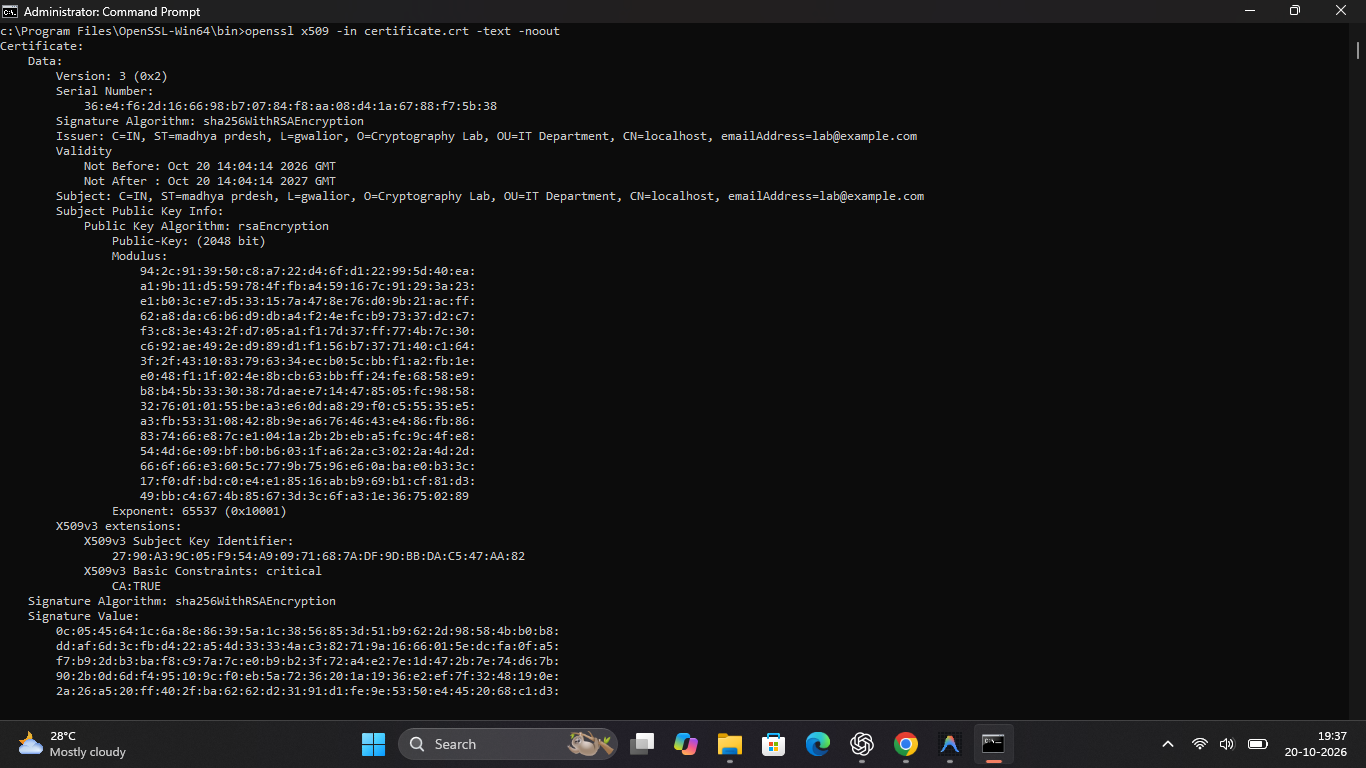 Administrator: Command Prompt
c:\Program Files\OpenSSL-Win64\bin>openssl x509 -in certificate.crt -text -noout
Certificate:
    Data:
        Version: 3 (0x2)
        Serial Number:
            36:e4:f6:2d:16:66:98:b7:07:84:f8:aa:08:d4:1a:67:88:f7:5b:38
        Signature Algorithm: sha256WithRSAEncryption
        Issuer: C=IN, ST=madhya prdesh, L=gwalior, O=Cryptography Lab, OU=IT Department, CN=localhost, emailAddress=lab@example.com
        Validity
            Not Before: Oct 20 14:04:14 2026 GMT
            Not After : Oct 20 14:04:14 2027 GMT
        Subject: C=IN, ST=madhya prdesh, L=gwalior, O=Cryptography Lab, OU=IT Department, CN=localhost, emailAddress=lab@example.com
        Subject Public Key Info:
            Public Key Algorithm: rsaEncryption
                Public-Key: (2048 bit)
                Modulus:
                    94:2c:91:39:50:c8:a7:22:d4:6f:d1:22:99:5d:40:ea:
                    a1:9b:11:d5:59:78:4f:fb:a4:59:16:7c:91:29:3a:23:
                    e1:b0:3c:e7:d5:33:15:7a:47:8e:76:d0:9b:21:ac:ff:
                    62:a8:da:c6:b6:d9:db:a4:f2:4e:fc:b9:73:37:d2:c7:
                    f3:c8:3e:43:2f:d7:05:a1:f1:7d:37:ff:77:4b:7c:30:
                    c6:92:ae:49:2e:d9:89:d1:f1:56:b7:37:71:40:c1:64:
                    3f:2f:43:10:83:79:63:34:ec:b0:5c:bb:f1:a2:fb:1e:
                    e0:48:f1:1f:02:4e:8b:cb:63:bb:ff:24:fe:68:58:e9:
                    b8:b4:5b:33:30:38:7d:ae:e7:14:47:85:05:fc:98:58:
                    32:76:01:01:55:be:a3:e6:0d:a8:29:f0:c5:55:35:e5:
                    a3:fb:53:31:08:42:8b:9e:a6:76:46:43:e4:86:fb:86:
                    83:74:66:e8:7c:e1:04:1a:2b:2b:eb:a5:fc:9c:4f:e8:
                    54:4d:6e:09:bf:b0:b6:03:1f:a6:2a:c3:02:2a:4d:2d:
                    66:6f:66:e3:60:5c:77:9b:75:96:e6:0a:ba:e0:b3:3c:
                    17:f0:df:bd:c0:e4:e1:85:16:ab:b9:69:b1:cf:81:d3:
                    49:bb:c4:67:4b:85:67:3d:3c:6f:a3:1e:36:75:02:89
                Exponent: 65537 (0x10001)
        X509v3 extensions:
            X509v3 Subject Key Identifier:
                27:90:A3:9C:05:F9:54:A9:09:71:68:7A:DF:9D:BB:DA:C5:47:AA:82
            X509v3 Basic Constraints: critical
                CA:TRUE
    Signature Algorithm: sha256WithRSAEncryption
    Signature Value:
        0c:05:45:64:1c:6a:8e:86:39:5a:1c:38:56:85:3d:51:b9:62:2d:98:58:4b:b0:b8:
        dd:af:6d:3c:fb:d4:22:a5:4d:33:33:4a:c3:82:71:9a:16:66:01:5e:dc:fa:0f:a5:
        f7:b9:2d:b3:ba:f8:c9:7a:7c:e0:b9:b2:3f:72:a4:e2:7e:1d:47:2b:7e:74:d6:7b:
        90:2b:0d:6d:f4:95:10:9c:f0:eb:5a:72:36:20:1a:19:36:e2:ef:7f:32:48:19:0e:
        2a:26:a5:20:ff:40:2f:ba:62:62:d2:31:91:d1:fe:9e:53:50:e4:45:20:68:c1:d3:
28°C
Mostly cloudy
Search
19:37
20-10-2026